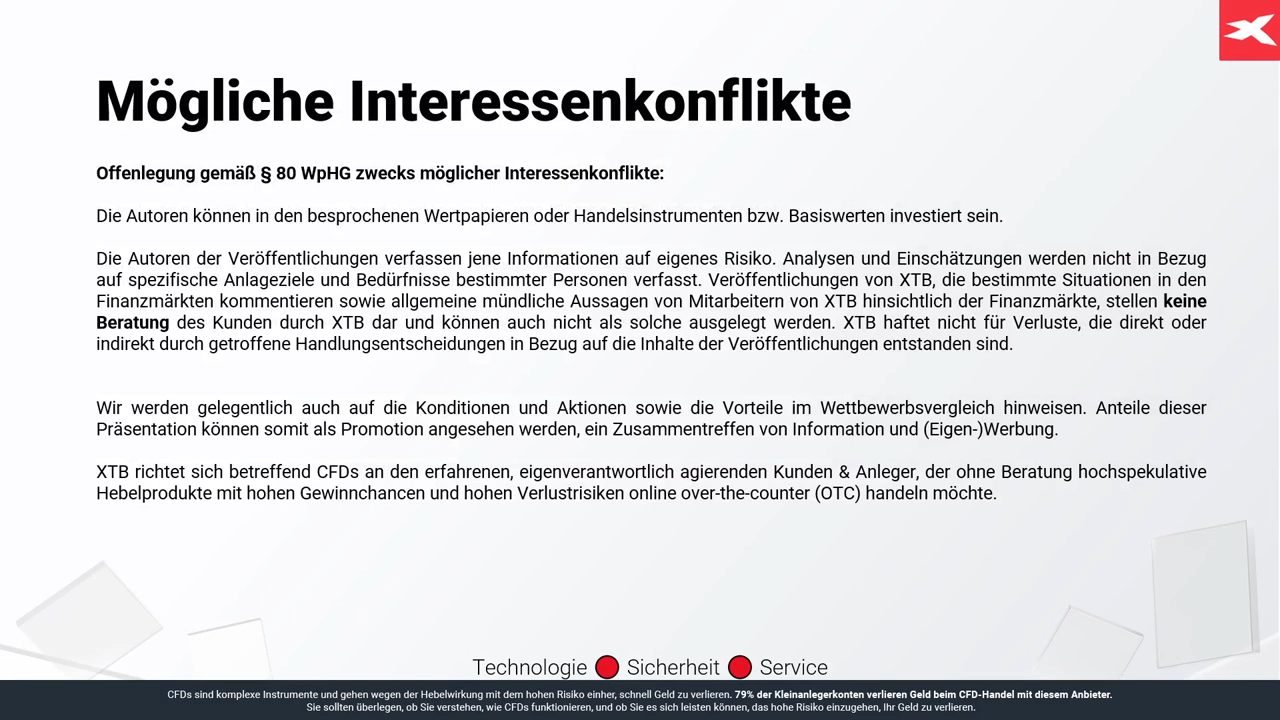 Mögliche Interessenkonflikte
Offenlegung gemäß § 80 WpHG zwecks möglicher Interessenkonflikte:
Die Autoren können in den besprochenen Wertpapieren oder Handelsinstrumenten bzw. Basiswerten investiert sein.
Die Autoren der Veröffentlichungen verfassen jene Informationen auf eigenes Risiko. Analysen und Einschätzungen werden nicht in Bezug
auf spezifische Anlageziele und Bedürfnisse bestimmter Personen verfasst. Veröffentlichungen von XTB, die bestimmte Situationen in den
Finanzmärkten kommentieren sowie allgemeine mündliche Aussagen von Mitarbeitern von XTB hinsichtlich der Finanzmärkte, stellen keine
Beratung des Kunden durch XTB dar und können auch nicht als solche ausgelegt werden. XTB haftet nicht für Verluste, die direkt oder
indirekt durch getroffene Handlungsentscheidungen in Bezug auf die Inhalte der Veröffentlichungen entstanden sind.
Wir werden gelegentlich auch auf die Konditionen und Aktionen sowie die Vorteile im Wettbewerbsvergleich hinweisen. Anteile dieser
Präsentation können somit als Promotion angesehen werden, ein Zusammentreffen von Information und (Eigen-)Werbung.
XTB richtet sich betreffend CFDs an den erfahrenen, eigenverantwortlich agierenden Kunden & Anleger, der ohne Beratung hochspekulative
Hebelprodukte mit hohen Gewinnchancen und hohen Verlustrisiken online over-the-counter (OTC) handeln möchte.
Technologie Sicherheit Service
CFDs sind komplexe Instrumente und gehen wegen der Hebelwirkung mit dem hohen Risiko einher, schnell Geld zu verlieren. 79% der Kleinanlegerkonten verlieren Geld beim CFD-Handel mit diesem Anbieter.
Sie sollten überlegen, ob Sie verstehen, wie CFDs funktionieren, und ob Sie es sich leisten können, das hohe Risiko einzugehen, Ihr Geld zu verlieren.